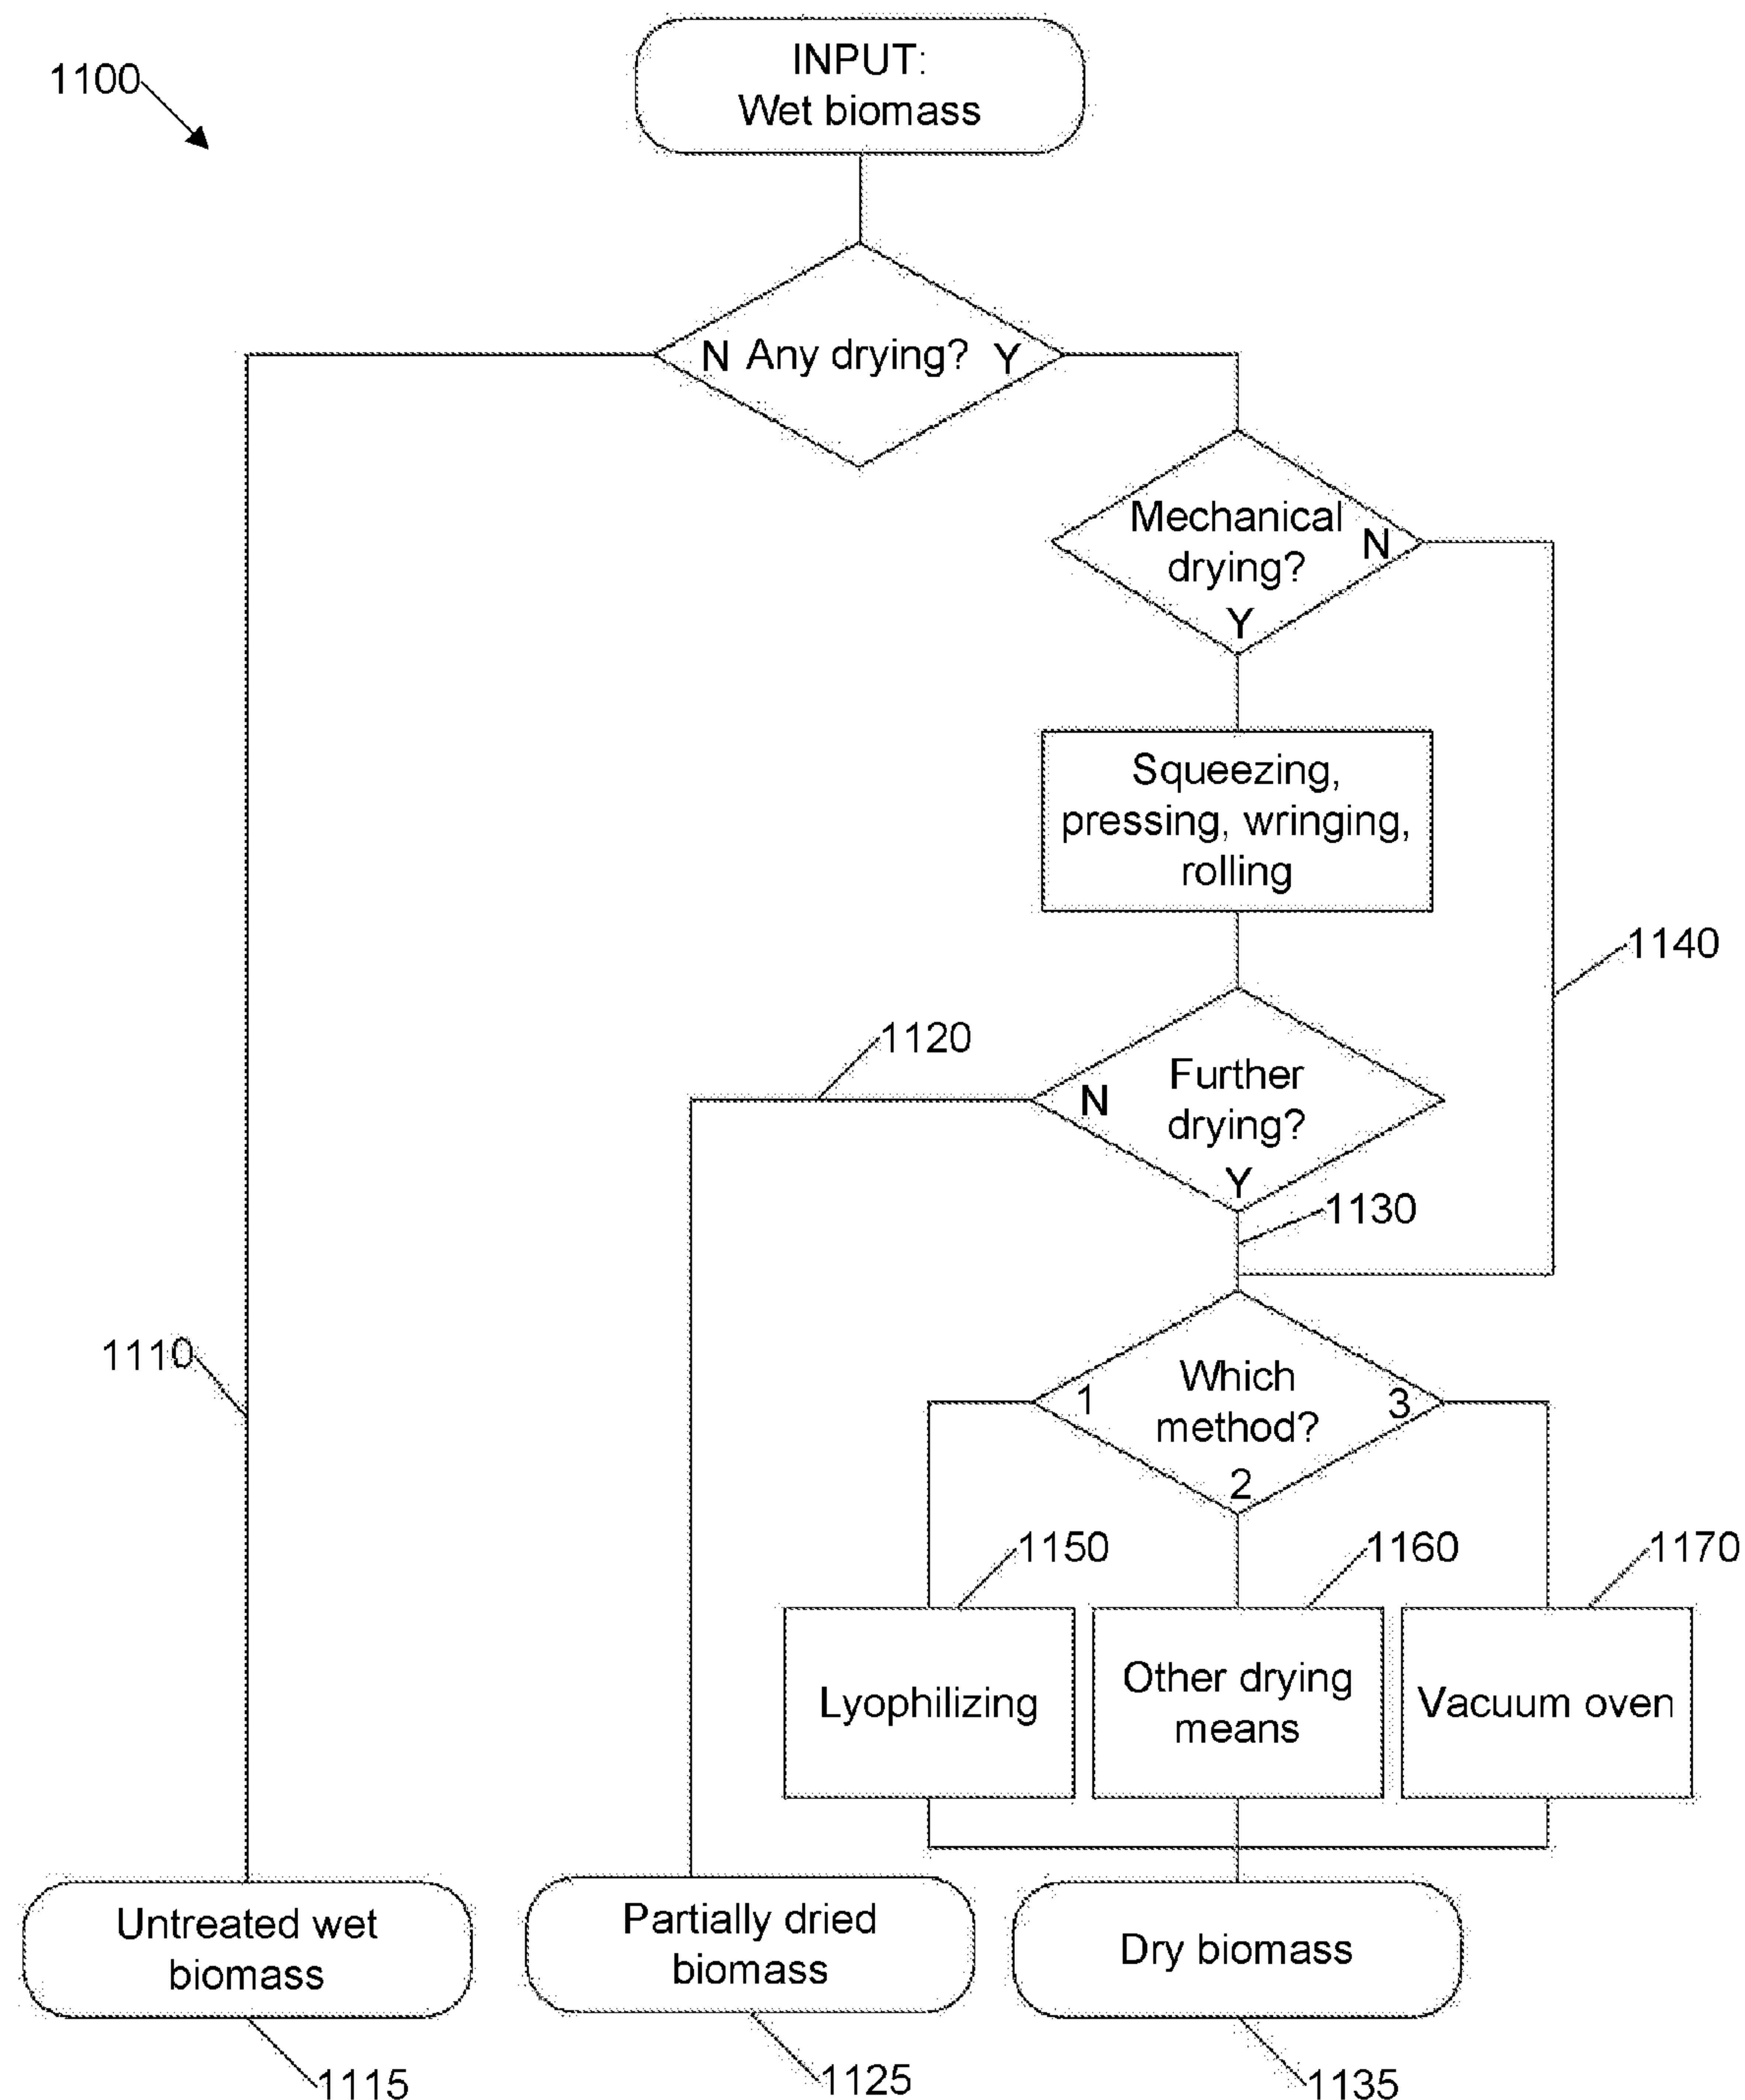 INPUT:
Wet biomass
1100
N Any drying? Y
Mechanical
drying?
N
Y
Squeezing,
pressing, wringing,
rolling
1140
1120
Further
drying?
N
Y
1130
1110
Which
method?
1
3
2
1150
1160
1170
Lyophilizing
Other drying
means
Vacuum oven
Untreated wet
biomass
Partially dried
biomass
Dry biomass
1115
1125
1135